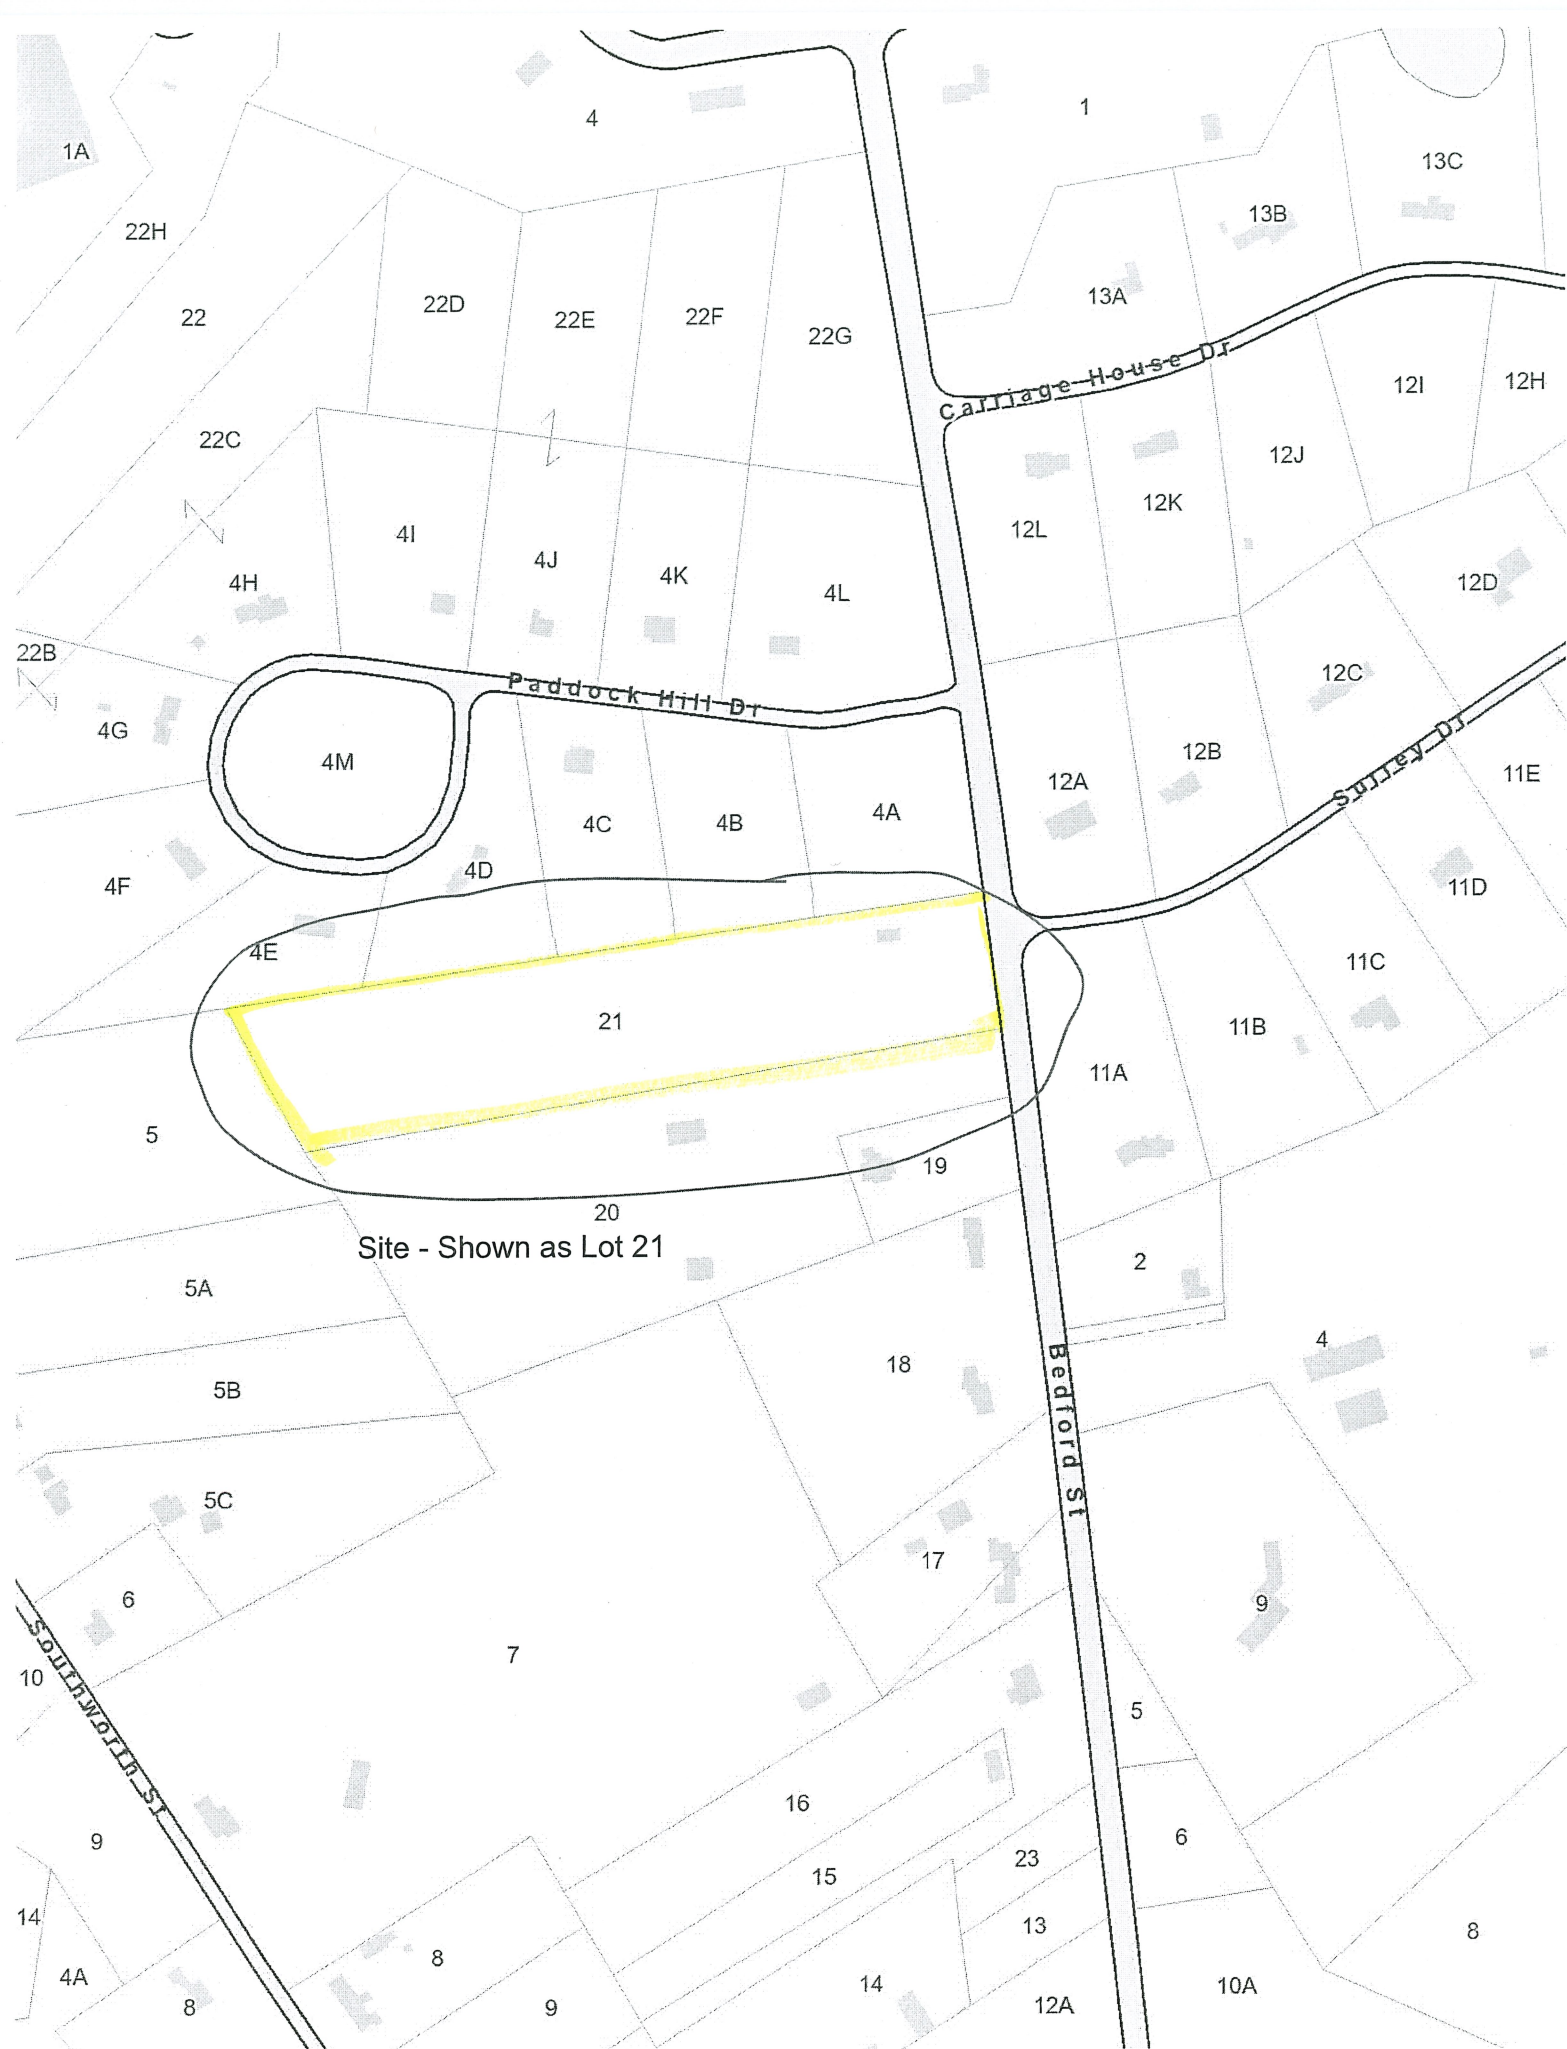 4
1
1A
13C
13B
22H
13A
22D
22
22E
22F
22G
Carriage House Dr
12I
12H
22C
12J
12K
12L
4I
4J
4K
4H
4L
12D
22B
12C
Paddock Hill Dr
4G
4M
12B
Surrey Dr
11E
12A
4C
4B
4A
4D
4F
11D
4E
11C
21
11B
11A
5
19
20
Site - Shown as Lot 21
2
5A
4
18
5B
Bedford St
5C
17
6
9
7
10
Southworth St
5
16
9
6
23
15
14
13
8
8
4A
14
10A
8
9
12A